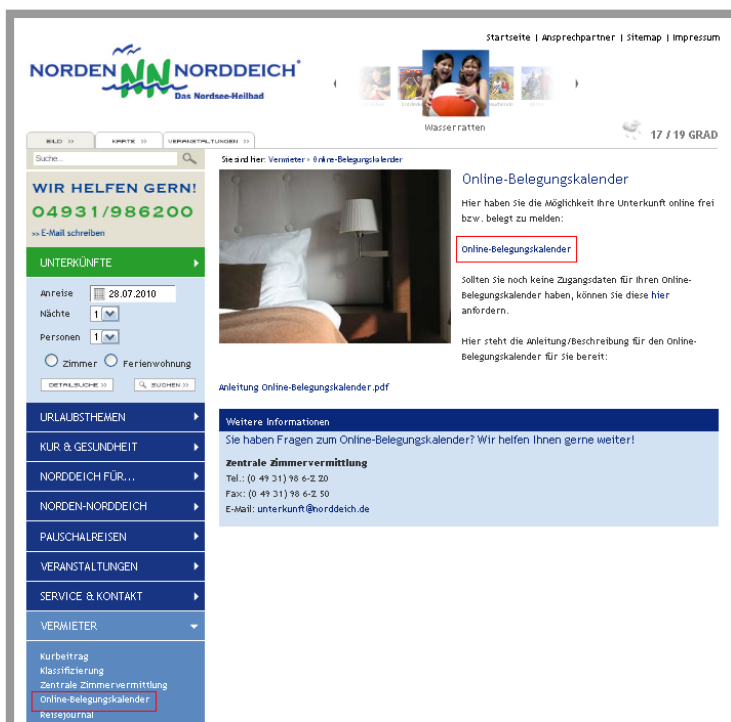 Startseite | Ansprechpartner | Sitemap | Impressum
NORDEN NN NORDDEICH
Das Nordsee-Heilbad
Wasserratten
17 / 19 GRAD
BILD >> KARTE >> VERANSTALTUNGEN >>
Suche...
Sie sind hier: Vermieter > Online-Belegungskalender
WIR HELFEN GERN!
04931/986200
>> E-Mail schreiben
UNTERKÜNFTE
Anreise 28.07.2010
Nächte 1
Personen 1
Zimmer Ferienwohnung
DETAILSUCHE >> SUCHEN >>
URLAUBSTHEMEN
KUR & GESUNDHEIT
NORDDEICH FÜR...
NORDEN-NORDDEICH
PAUSCHALREISEN
VERANSTALTUNGEN
SERVICE & KONTAKT
VERMIETER
Kurbeitrag
Klassifizierung
Zentrale Zimmervermittlung
Online-Belegungskalender
Reisejournal
Online-Belegungskalender
Hier haben Sie die Möglichkeit Ihre Unterkunft online frei
bzw. belegt zu melden:
Online-Belegungskalender
Sollten Sie noch keine Zugangsdaten für Ihren Online-
Belegungskalender haben, können Sie diese hier
anfordern.
Hier steht die Anleitung/Beschreibung für den Online-
Belegungskalender für Sie bereit:
Anleitung Online-Belegungskalender.pdf
Weitere Informationen
Sie haben Fragen zum Online-Belegungskalender? Wir helfen Ihnen gerne weiter!
Zentrale Zimmervermittlung
Tel.: (0 49 31) 98 6-2 20
Fax: (0 49 31) 98 6-2 50
E-Mail: unterkunft@norddeich.de